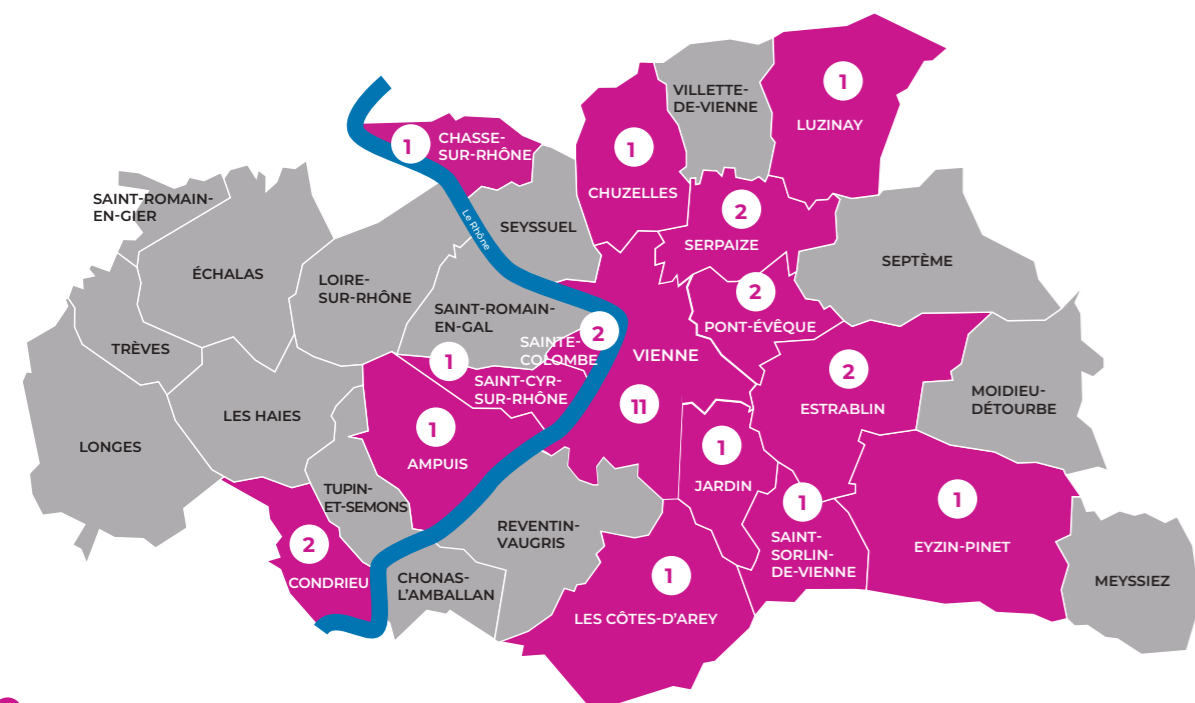 1
LUZINAY
VILLETTE-
DE-VIENNE
1
CHASSE-
SUR-RHÔNE
1
CHUZELLES
SAINT-ROMAIN-
EN-GIER
2
SERPAIZE
SEYSSUEL
Le Rhône
SEPTÈME
ÉCHALAS
LOIRE-
SUR-RHÔNE
2
PONT-ÉVÊQUE
SAINT-ROMAIN-
EN-GAL
2
SAINTE-
COLOMBE
VIENNE
11
TRÈVES
1
SAINT-CYR-
SUR-RHÔNE
2
ESTRABLIN
MOIDIEU-
DÉTOURBE
LES HAIES
1
AMPUIS
LONGES
1
JARDIN
TUPIN-
ET-SEMONS
1
SAINT-
SORLIN-
DE-VIENNE
1
EYZIN-PINET
REVENTIN-
VAUGRIS
2
CONDRIEU
CHONAS-
L'AMBALLAN
1
LES CÔTES-D'AREY
MEYSSIEZ